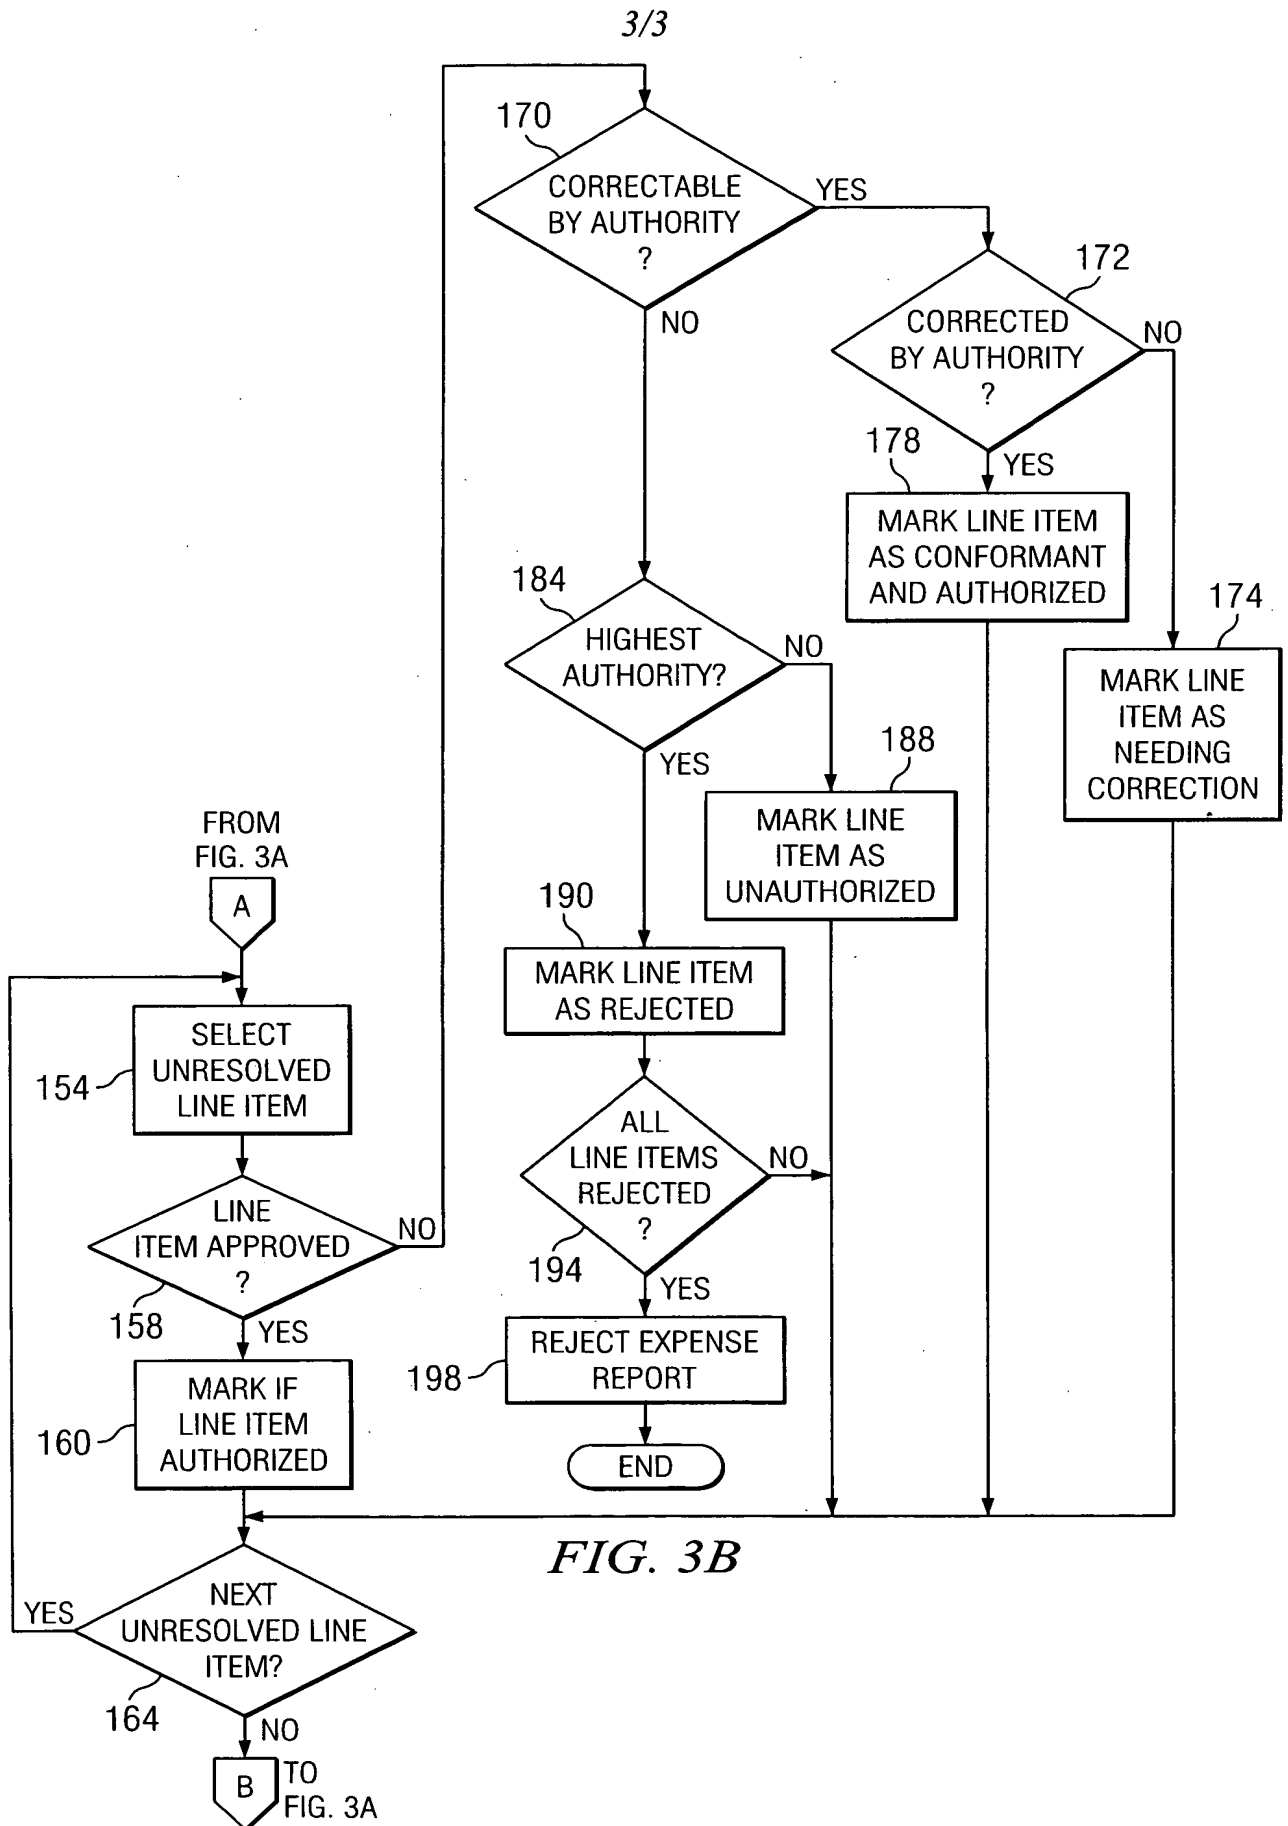 3/3
170
CORRECTABLE
BY AUTHORITY
?
YES
NO
172
CORRECTED
BY AUTHORITY
?
NO
YES
178
MARK LINE ITEM
AS CONFORMANT
AND AUTHORIZED
174
MARK LINE
ITEM AS
NEEDING
CORRECTION
184
HIGHEST
AUTHORITY?
NO
YES
188
MARK LINE
ITEM AS
UNAUTHORIZED
190
MARK LINE ITEM
AS REJECTED
ALL
LINE ITEMS
REJECTED
?
NO
194
YES
198
REJECT EXPENSE
REPORT
END
FROM
FIG. 3A
A
154
SELECT
UNRESOLVED
LINE ITEM
LINE
ITEM APPROVED
?
NO
158
YES
160
MARK IF
LINE ITEM
AUTHORIZED
NEXT
UNRESOLVED LINE
ITEM?
YES
164
NO
B
TO
FIG. 3A
FIG. 3B